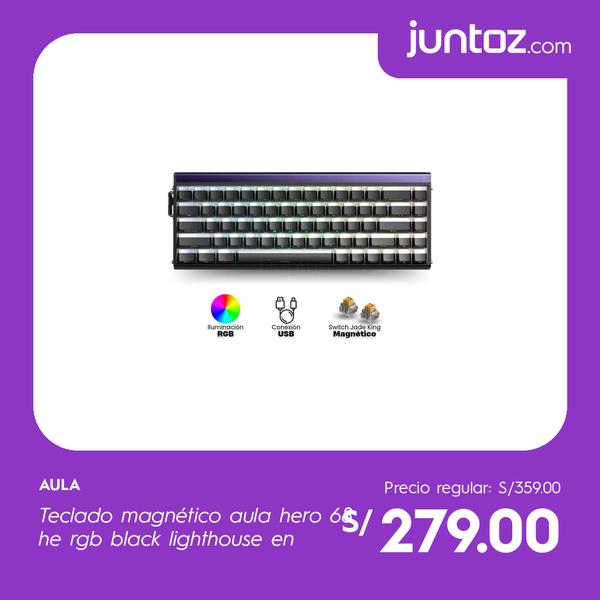 juntoz.com
Iluminación
RGB
Conexión
USB
Switch Jade King
Magnético
AULA
Precio regular: S/359.00
Teclado magnético aula hero 68
he rgb black lighthouse en
S/ 279.00